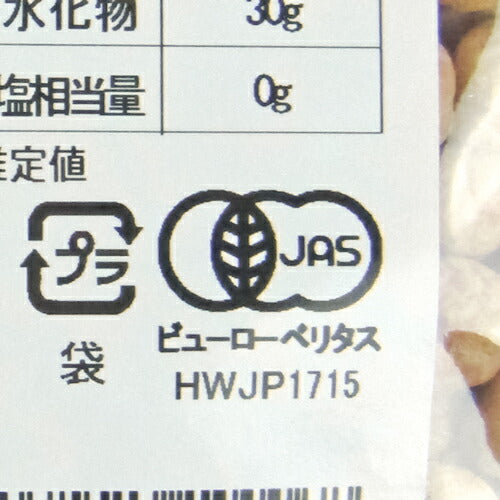 水化物 30g
塩相当量 0g
推定値
プラ JAS
袋 ビューローベリタス
HWJP1715